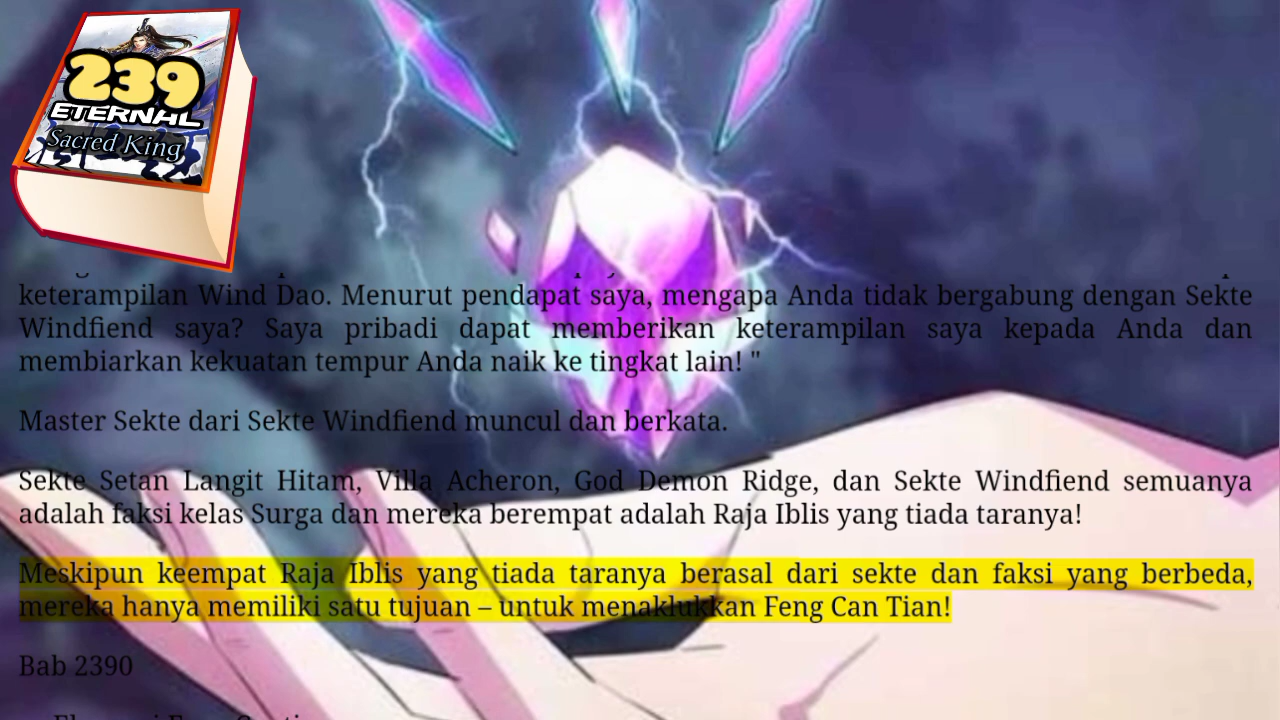 239
ETERNAL
Sacred King
keterampilan Wind Dao. Menurut pendapat saya, mengapa Anda tidak bergabung dengan Sekte
Windfiend saya? Saya pribadi dapat memberikan keterampilan saya kepada Anda dan
membiarkan kekuatan tempur Anda naik ke tingkat lain! "
Master Sekte dari Sekte Windfiend muncul dan berkata.
Sekte Setan Langit Hitam, Villa Acheron, God Demon Ridge, dan Sekte Windfiend semuanya
adalah faksi kelas Surga dan mereka berempat adalah Raja Iblis yang tiada taranya!
Meskipun keempat Raja Iblis yang tiada taranya berasal dari sekte dan faksi yang berbeda,
mereka hanya memiliki satu tujuan – untuk menaklukkan Feng Can Tian!
Bab 2390